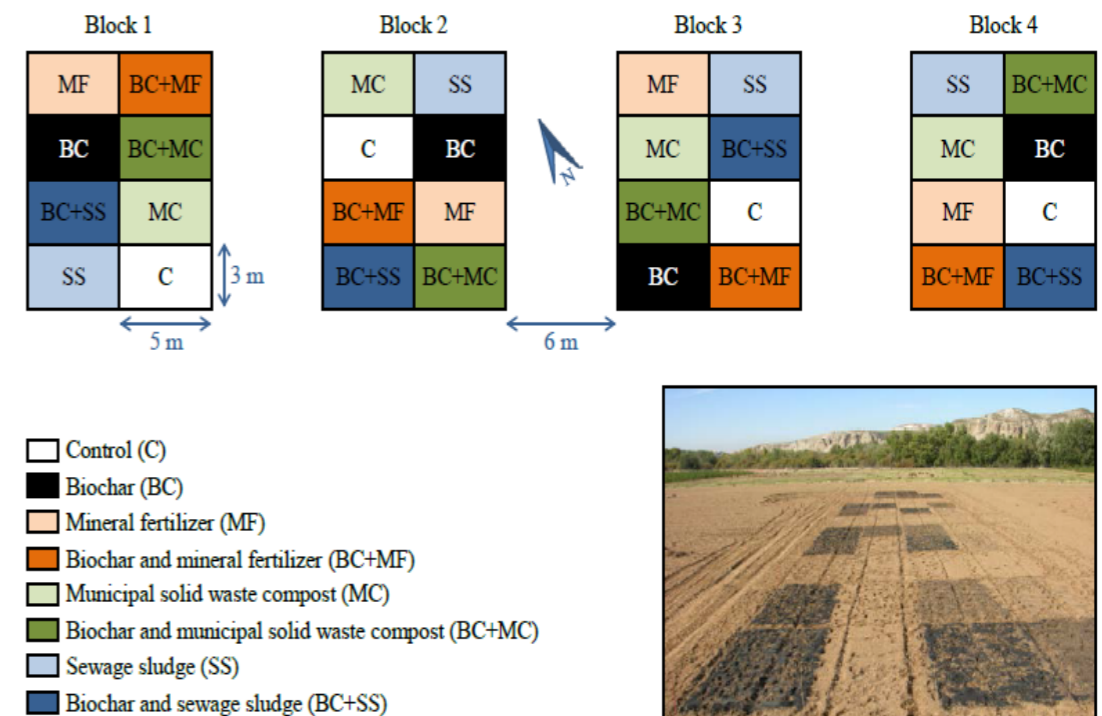 Block 1 Block 2 Block 3 Block 4
MF BC+MF MC SS MF SS SS BC+MC
BC BC+MC C BC MC BC+SS MC BC
N
BC+SS MC BC+MF MF BC+MC C MF C
SS C BC+SS BC+MC BC BC+MF BC+MF BC+SS
3 m
5 m 6 m
Control (C)
Biochar (BC)
Mineral fertilizer (MF)
Biochar and mineral fertilizer (BC+MF)
Municipal solid waste compost (MC)
Biochar and municipal solid waste compost (BC+MC)
Sewage sludge (SS)
Biochar and sewage sludge (BC+SS)